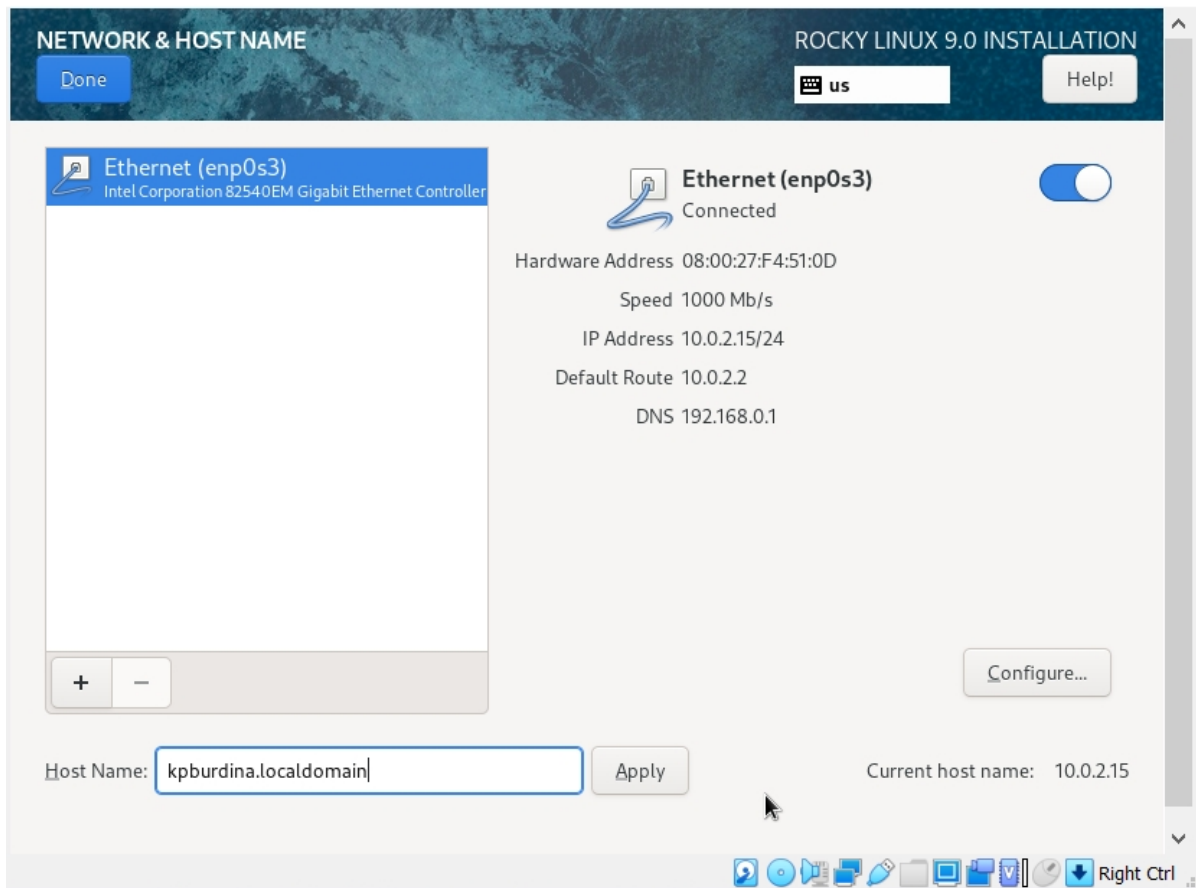 NETWORK & HOST NAME
ROCKY LINUX 9.0 INSTALLATION
Done
us
Help!
Ethernet (enp0s3)
Intel Corporation 82540EM Gigabit Ethernet Controller
Ethernet (enp0s3)
Connected
Hardware Address 08:00:27:F4:51:0D
Speed 1000 Mb/s
IP Address 10.0.2.15/24
Default Route 10.0.2.2
DNS 192.168.0.1
+ −
Configure...
Host Name: kpburdina.localdomain
Apply
Current host name: 10.0.2.15
Right Ctrl